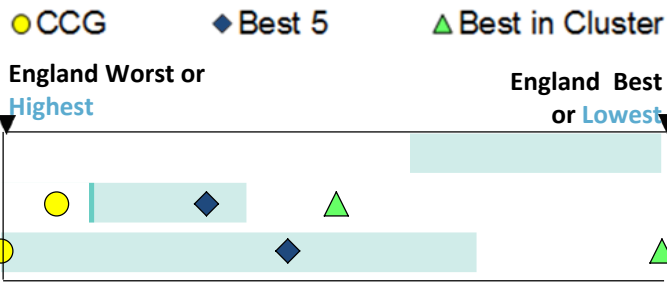 CCG Best 5 Best in Cluster
England Worst or
Highest
England Best
or Lowest